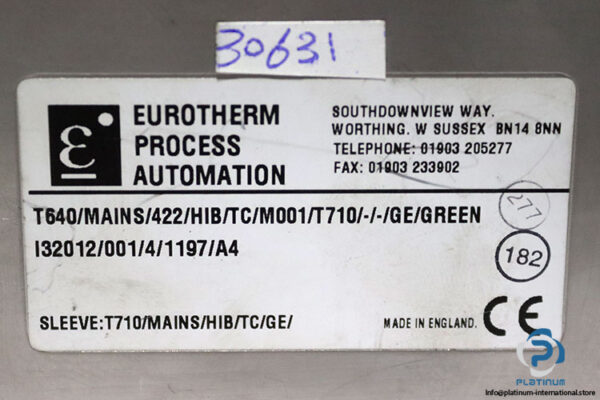 30631
EUROTHERM
PROCESS
AUTOMATION
SOUTHDOWNVIEW WAY.
WORTHING. W SUSSEX BN14 8NN
TELEPHONE: 01903 205277
FAX: 01903 233902
T640/MAINS/422/HIB/TC/M001/T710/-/-/GE/GREEN
277
I32012/001/4/1197/A4
182
SLEEVE:T710/MAINS/HIB/TC/GE/
MADE IN ENGLAND.
CE
PLATINUM
Info@platinum-international.store